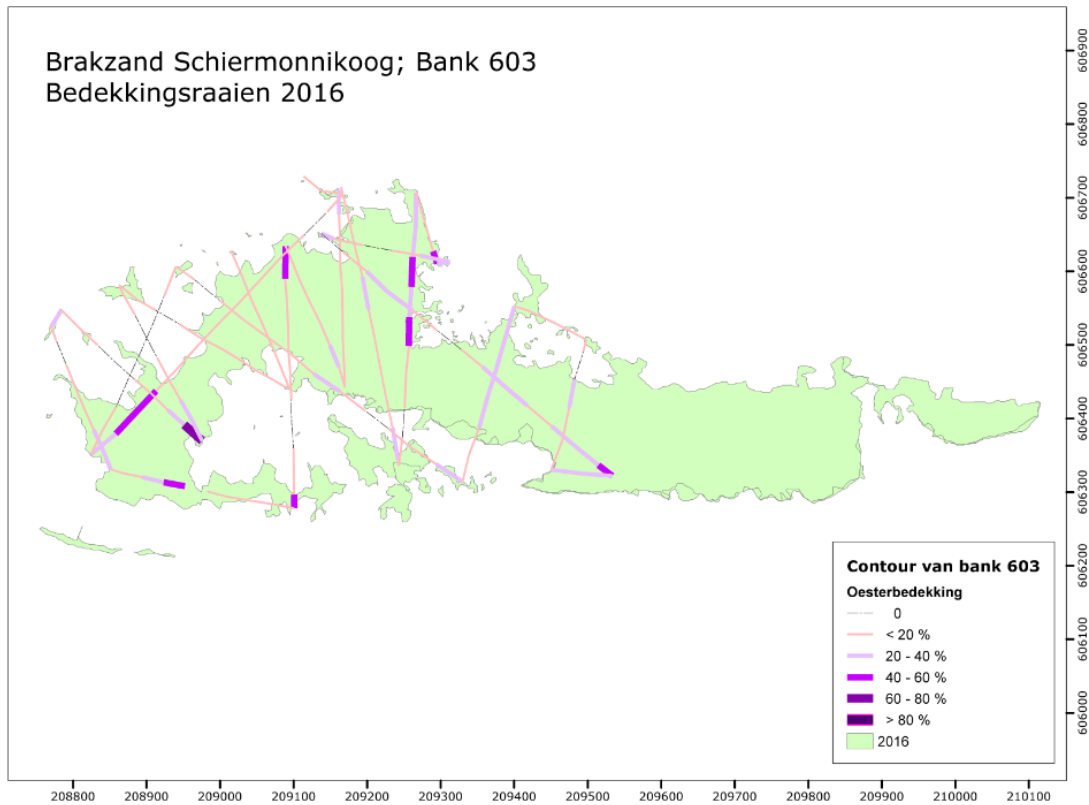 Brakzand Schiermonnikoog; Bank 603
Bedekkingsraaien 2016
606900
606800
606700
606600
606500
606400
606300
606200
606100
606000
Contour van bank 603
Oesterbedekking
0
< 20 %
20 - 40 %
40 - 60 %
60 - 80 %
> 80 %
2016
208800 208900 209000 209100 209200 209300 209400 209500 209600 209700 209800 209900 210000 210100